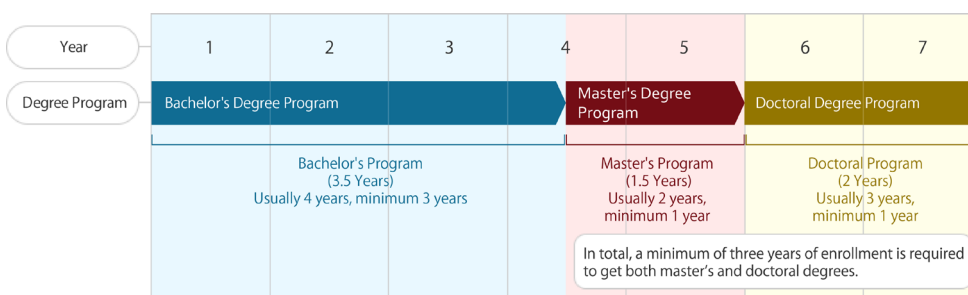 Year
1
2
3
4
5
6
7
Degree Program
Bachelor's Degree Program
Master's Degree
Program
Doctoral Degree Program
Bachelor's Program
(3.5 Years)
Usually 4 years, minimum 3 years
Master's Program
(1.5 Years)
Usually 2 years,
minimum 1 year
Doctoral Program
(2 Years)
Usually 3 years,
minimum 1 year
In total, a minimum of three years of enrollment is required
to get both master’s and doctoral degrees.